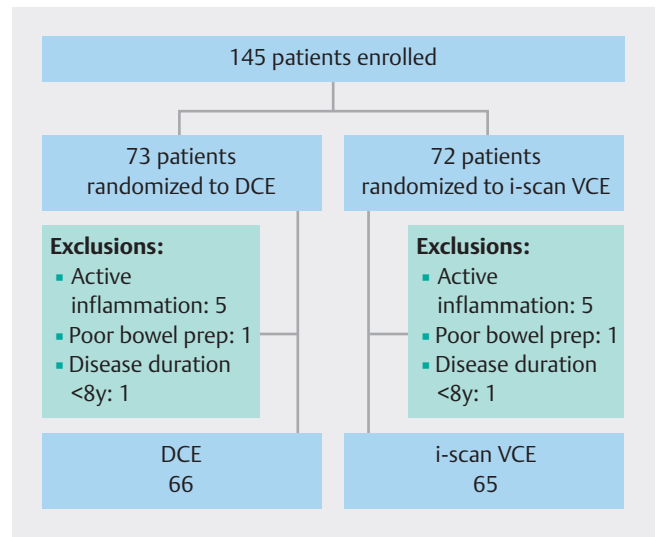 145 patients enrolled
73 patients
randomized to DCE
72 patients
randomized to i-scan VCE
Exclusions:
▪ Active
inflammation: 5
▪ Poor bowel prep: 1
▪ Disease duration
<8y: 1
Exclusions:
▪ Active
inflammation: 5
▪ Poor bowel prep: 1
▪ Disease duration
<8y: 1
DCE
66
i-scan VCE
65